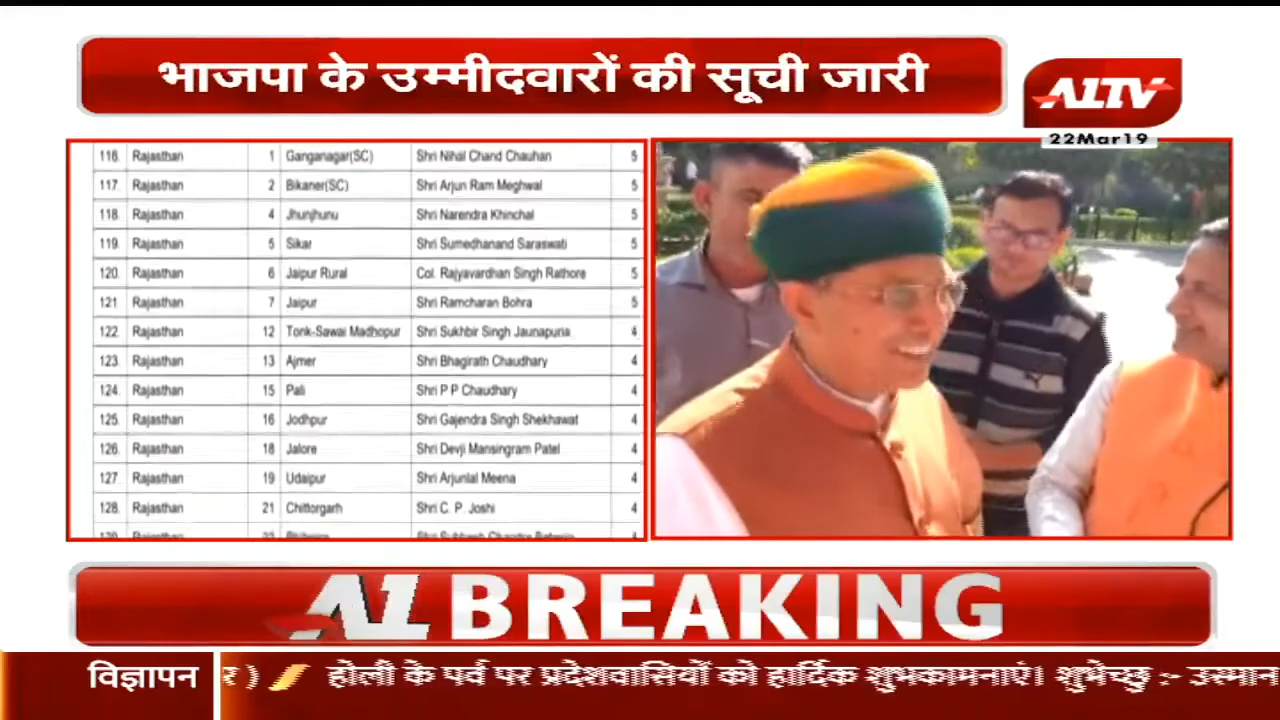 भाजपा के उम्मीदवारों की सूची जारी
ALTV
22Mar19
116. Rajasthan 1 Ganganagar(SC) Shri Nihal Chand Chauhan 5
117. Rajasthan 2 Bikaner(SC) Shri Arjun Ram Meghwal 5
118. Rajasthan 4 Jhunjhunu Shri Narendra Khinchal 5
119. Rajasthan 5 Sikar Shri Sumedhanand Saraswati 5
120. Rajasthan 6 Jaipur Rural Col. Rajyavardhan Singh Rathore 5
121 Rajasthan 7 Jaipur Shri Ramcharan Bohra 5
122. Rajasthan 12 Tonk-Sawai Madhopur Shri Sukhbir Singh Jaunapuria 4
123. Rajasthan 13 Ajmer Shri Bhagirath Chaudhary 4
124. Rajasthan 15 Pali Shri P P Chaudhary 4
125. Rajasthan 16 Jodhpur Shri Gajendra Singh Shekhawat 4
126. Rajasthan 18 Jalore Shri Devji Mansingram Patel 4
127. Rajasthan 19 Udaipur Shri Arjunlal Meena 4
128. Rajasthan 21 Chittorgarh Shri C. P. Joshi 4
AL BREAKING
विज्ञापन र ) होली के पर्व पर प्रदेशवासियों को हार्दिक शुभकामनाएं। शुभेच्छु :- उस्मान